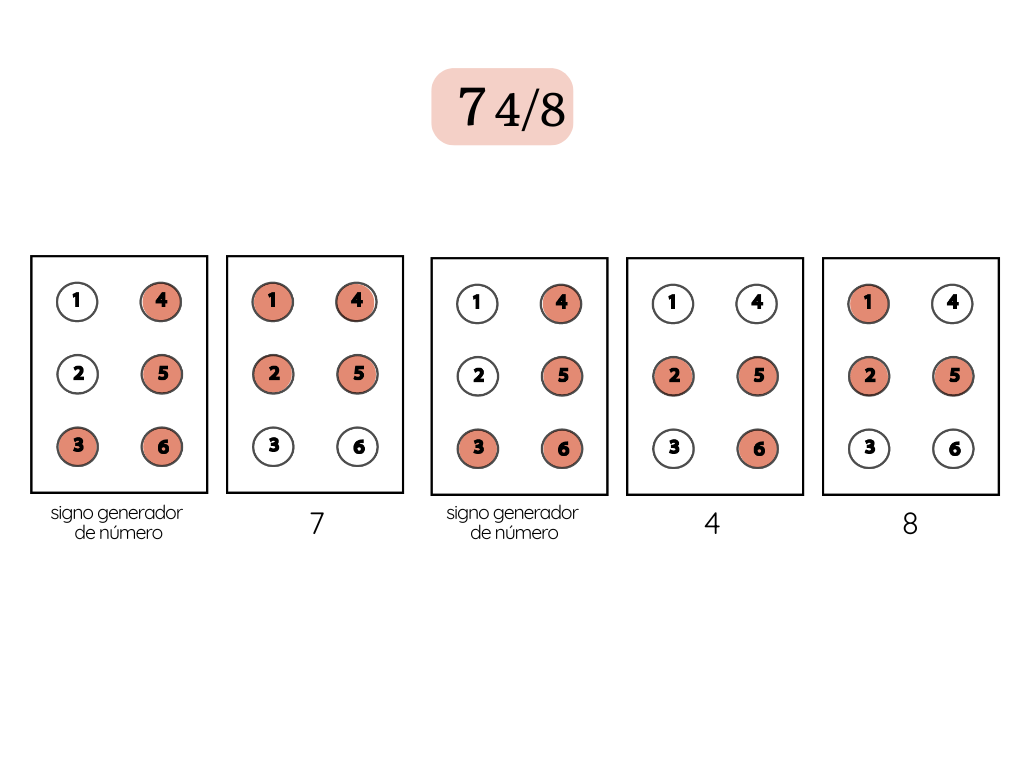 7 4/8
1 4 1 4 1 4 1 4 1 4
2 5 2 5 2 5 2 5 2 5
3 6 3 6 3 6 3 6 3 6
signo generador
de número
7
signo generador
de número
4
8